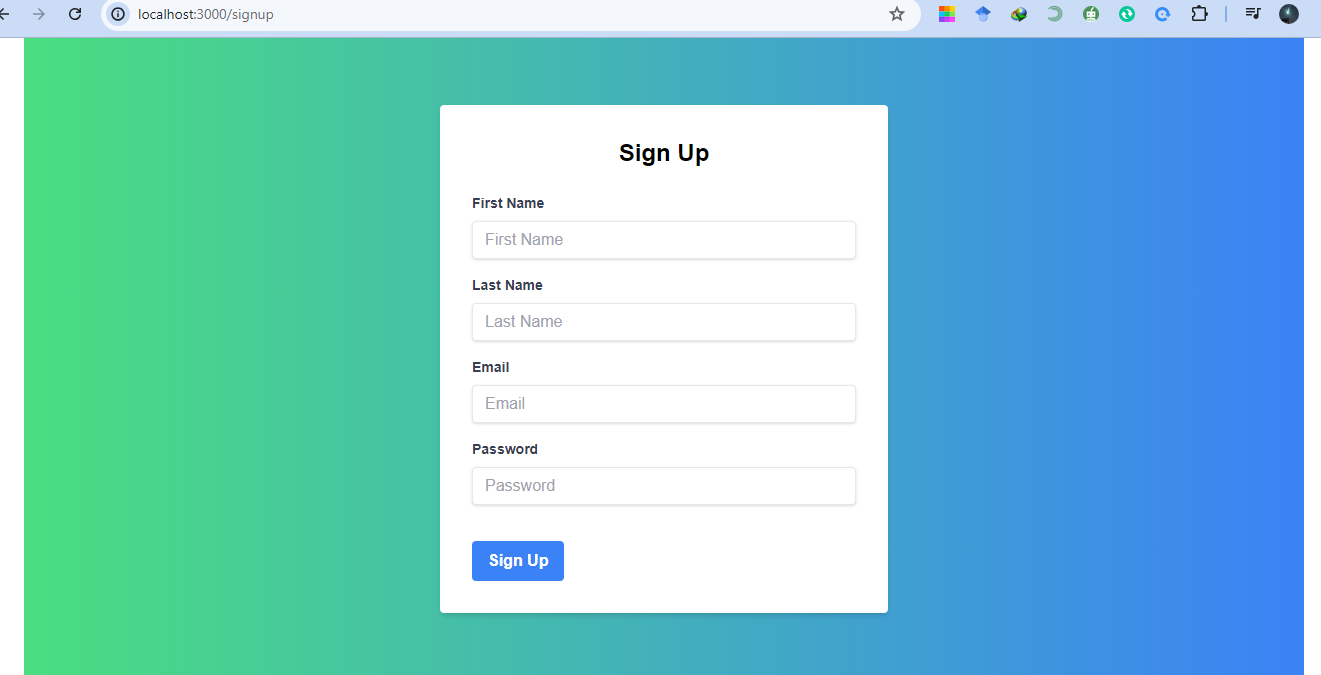 localhost:3000/signup
Sign Up
First Name
First Name
Last Name
Last Name
Email
Email
Password
Password
Sign Up